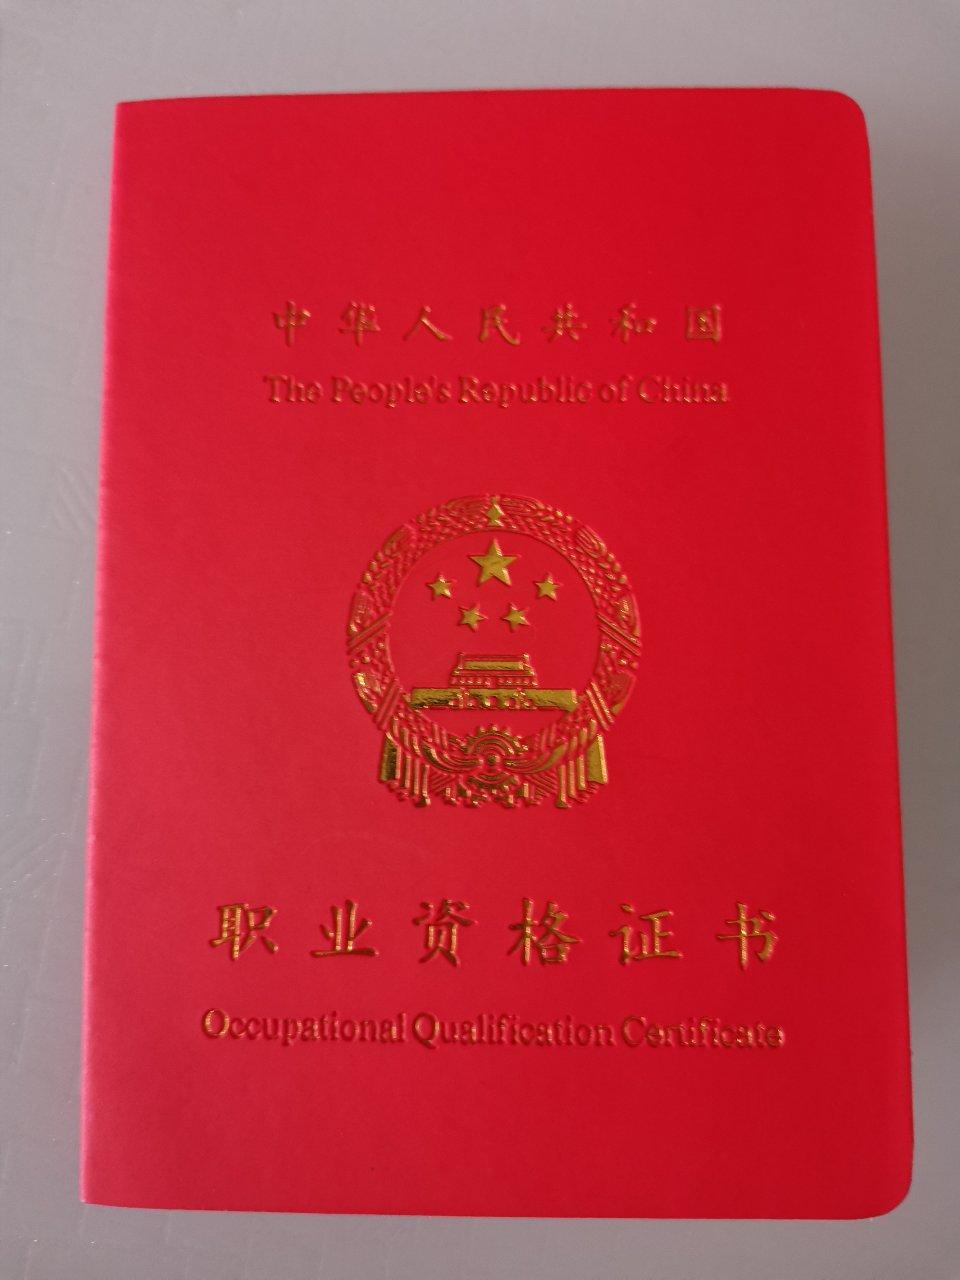 中华人民共和国
The People's Republic of China
职业资格证书
Occupational Qualification Certificate